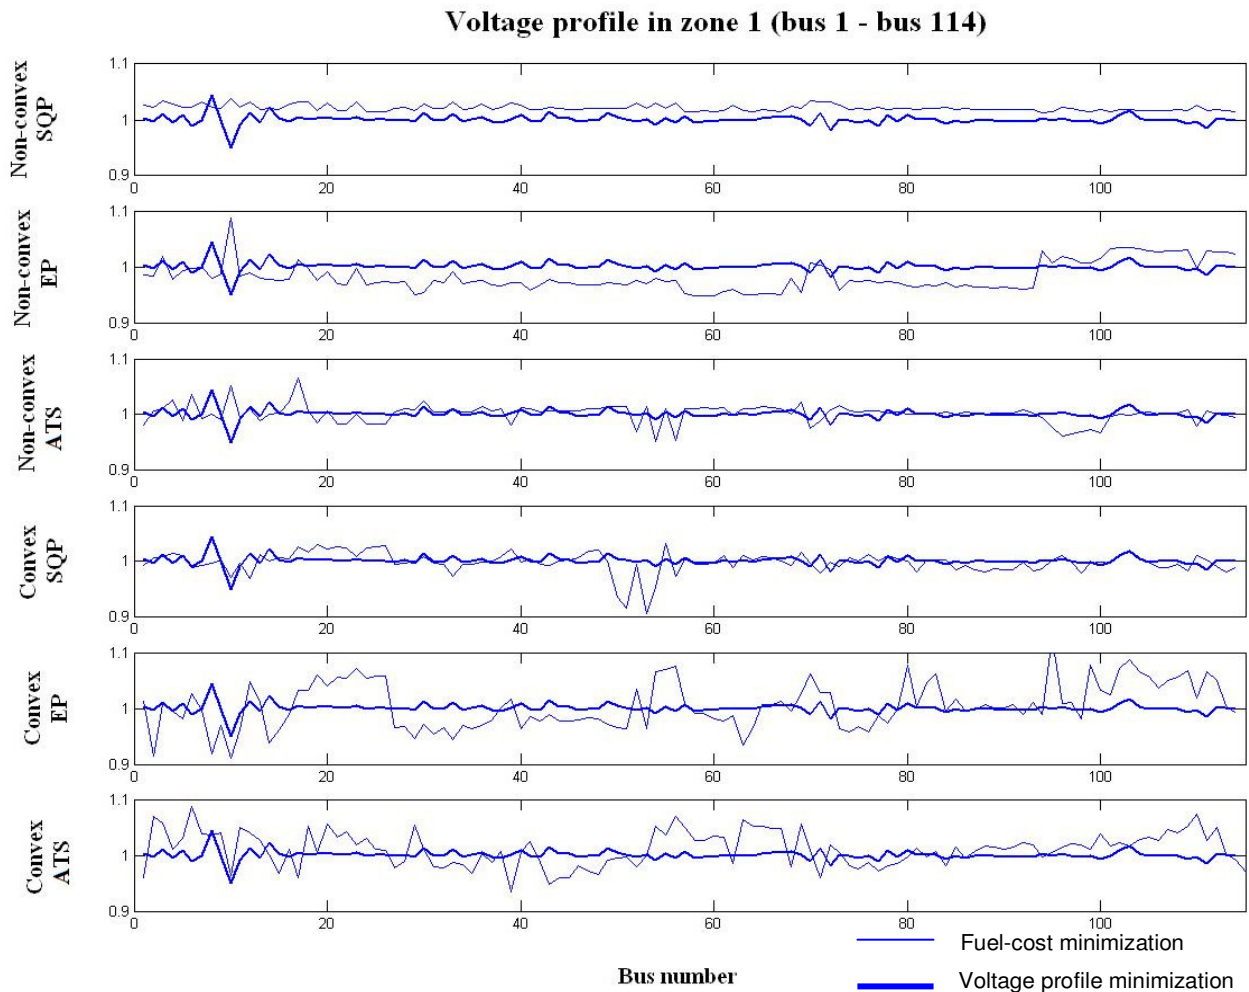 Voltage profile in zone 1 (bus 1 - bus 114)
Non-convex
SQP
1.1
1
0.9
0 20 40 60 80 100
Non-convex
EP
1.1
1
0.9
0 20 40 60 80 100
Non-convex
ATS
1.1
1
0.9
0 20 40 60 80 100
Convex
SQP
1.1
1
0.9
0 20 40 60 80 100
Convex
EP
1.1
1
0.9
0 20 40 60 80 100
Convex
ATS
1.1
1
0.9
0 20 40 60 80 100
Bus number
Fuel-cost minimization
Voltage profile minimization